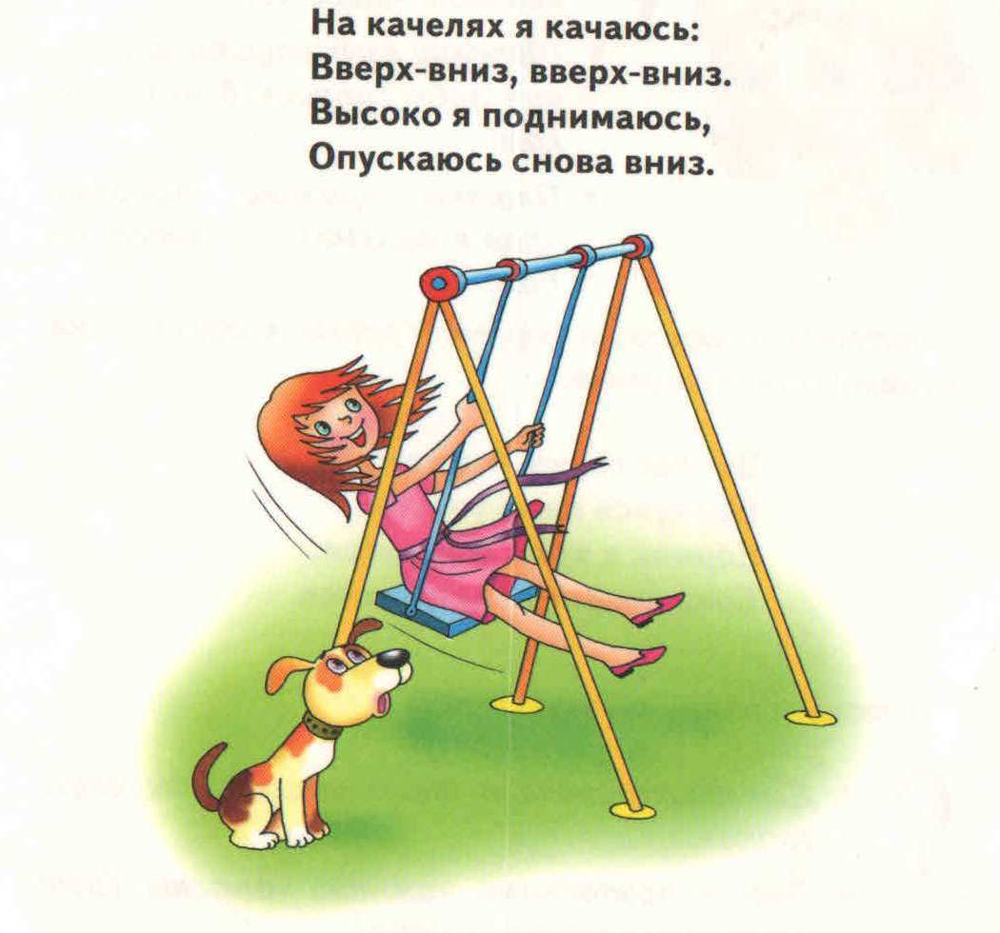 На качелях я качаюсь:
Вверх-вниз, вверх-вниз.
Высоко я поднимаюсь,
Опускаюсь снова вниз.